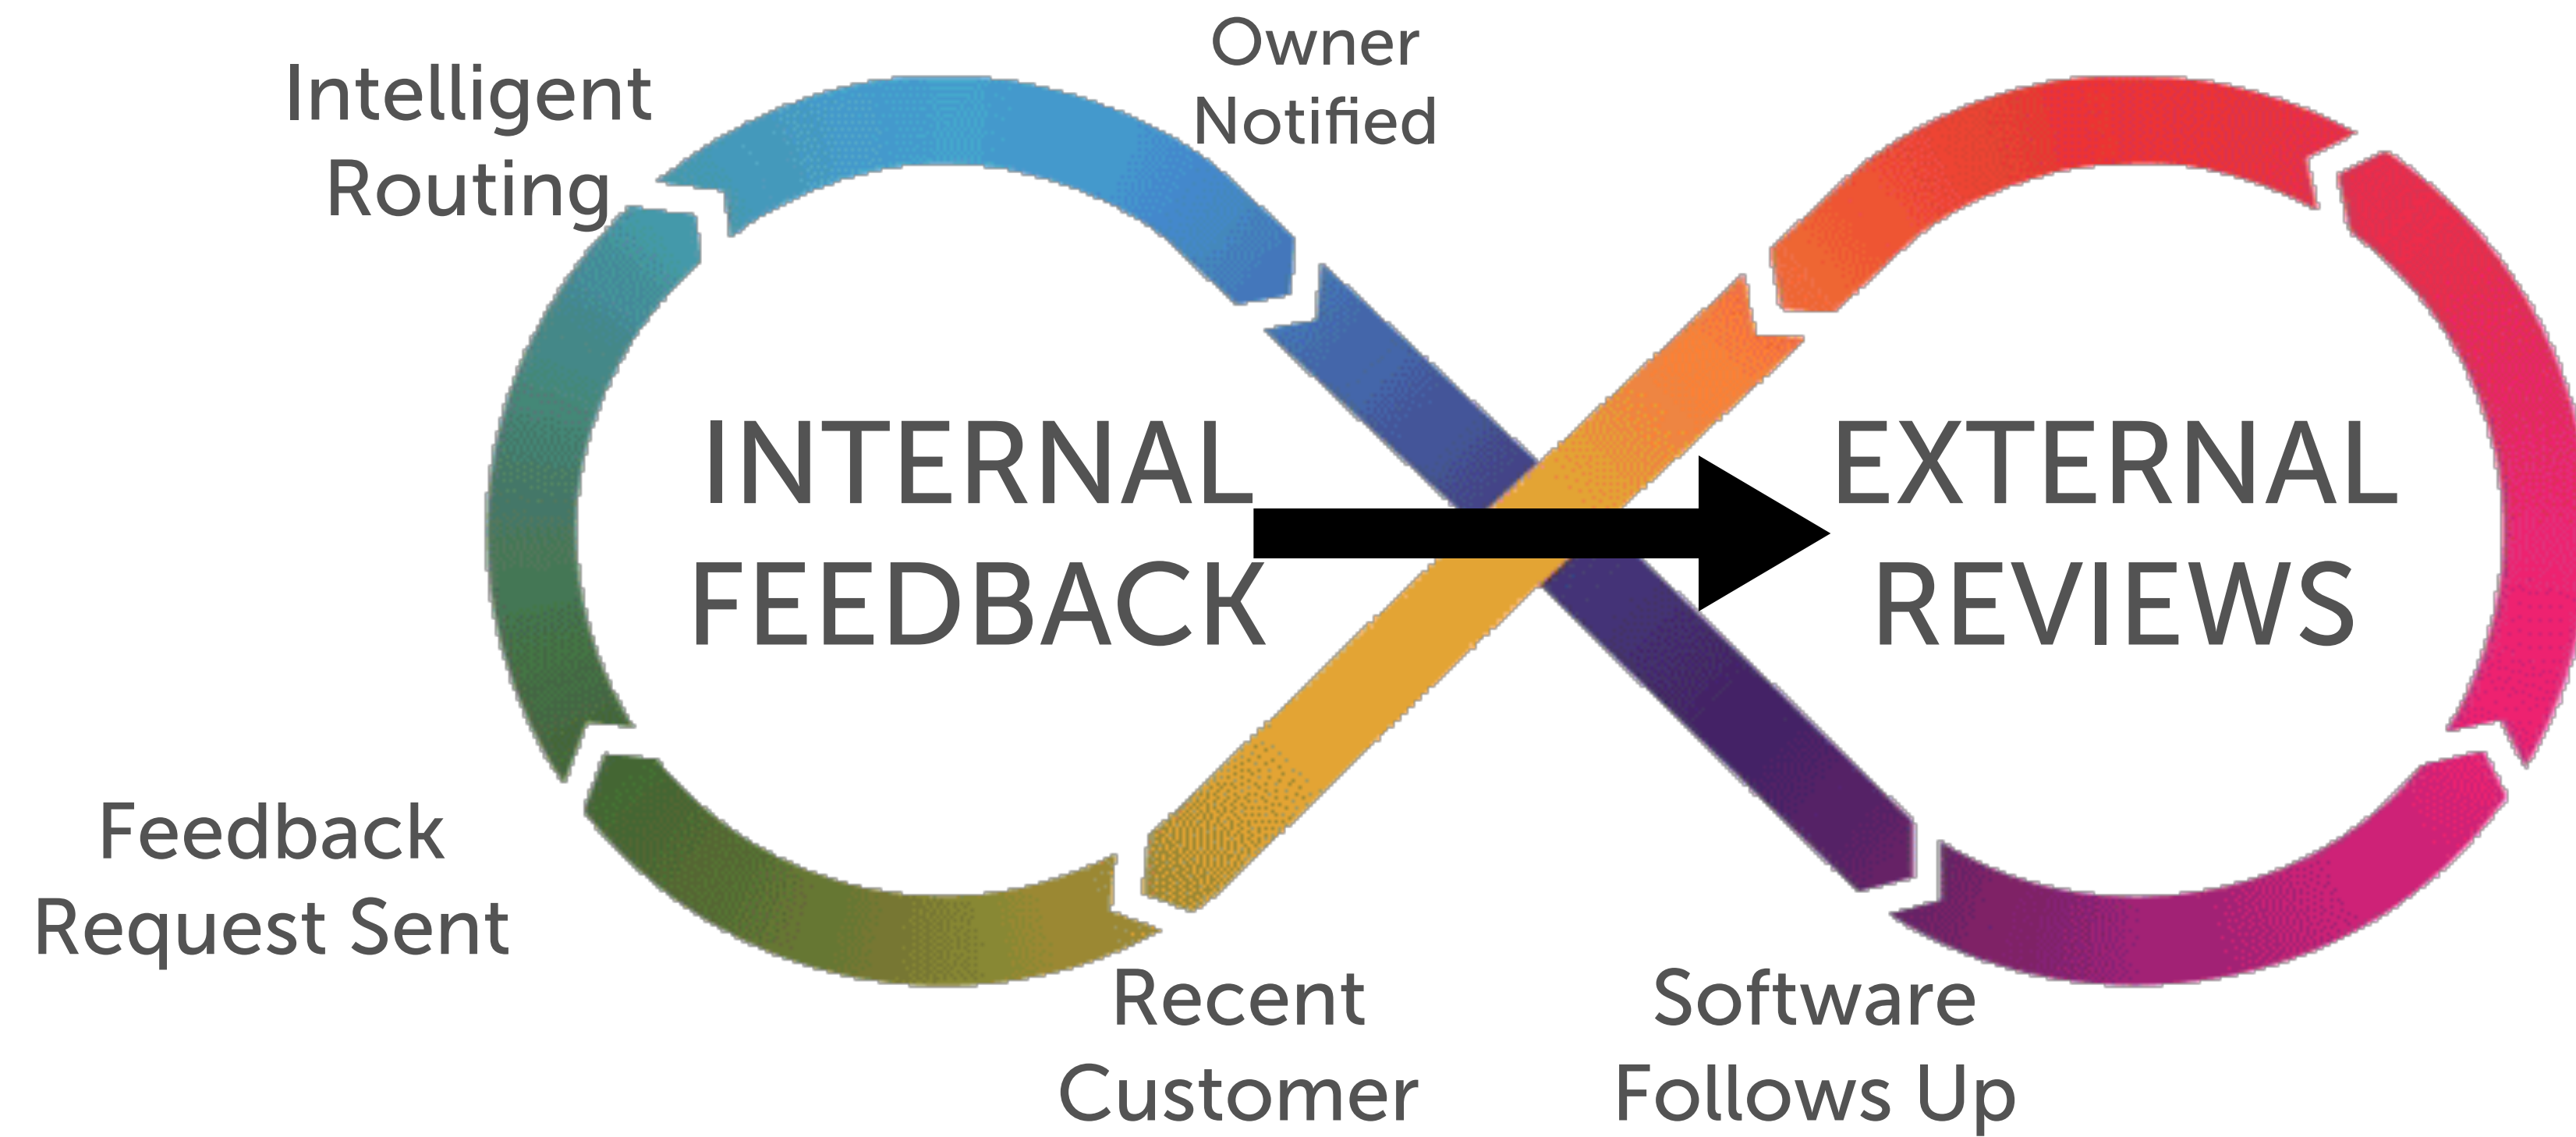 Owner
Notified
Intelligent
Routing
INTERNAL
FEEDBACK
EXTERNAL
REVIEWS
Feedback
Request Sent
Recent
Customer
Software
Follows Up